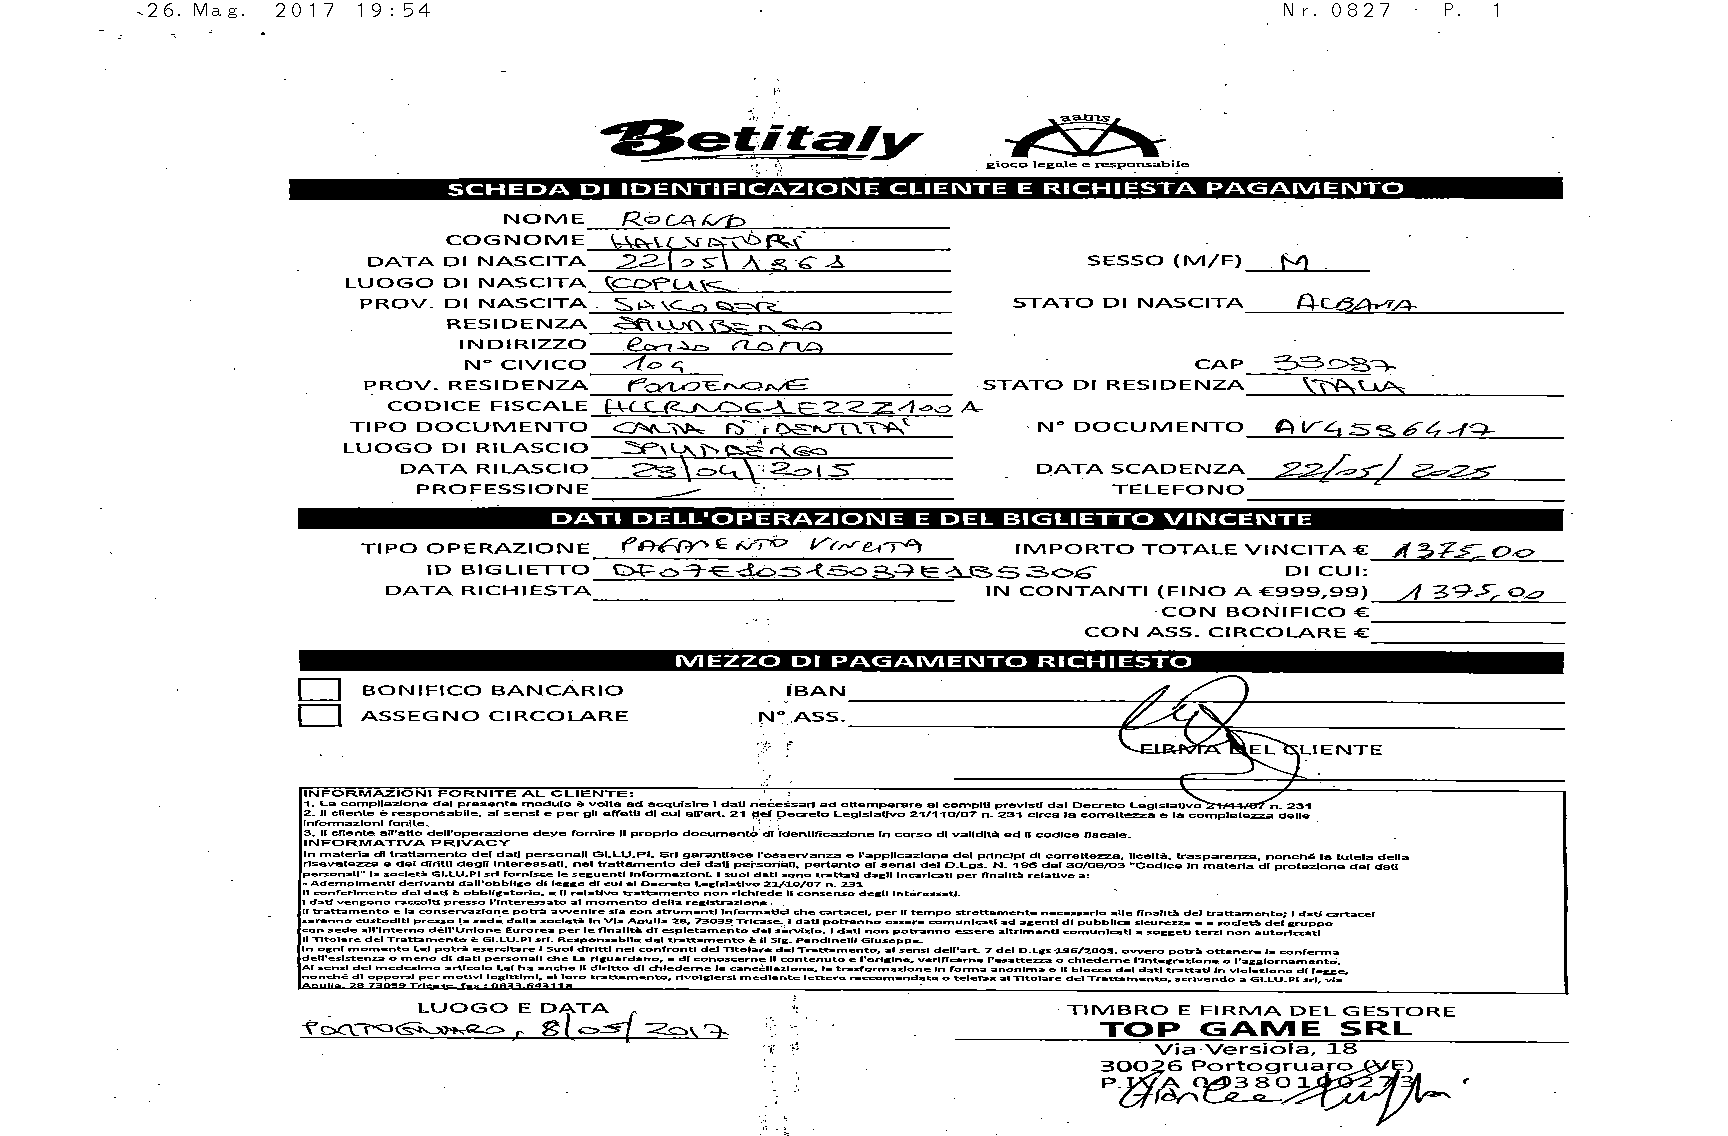 26. Mag. 2017 19:54 Nr. 0827 P. 1
Betitaly aams
gioco legale e responsabile
SCHEDA DI IDENTIFICAZIONE CLIENTE E RICHIESTA PAGAMENTO
NOME
COGNOME
DATA DI NASCITA 22/05/1961 SESSO (M/F) M
LUOGO DI NASCITA KOPLIK
PROV. DI NASCITA STATO DI NASCITA ALBANIA
RESIDENZA SPILIMBERGO
INDIRIZZO CORSO ROMA
N° CIVICO 109 CAP 33097
PROV. RESIDENZA PORDENONE STATO DI RESIDENZA ITALIA
CODICE FISCALE
TIPO DOCUMENTO CARTA D'IDENTITA' N° DOCUMENTO AV4586417
LUOGO DI RILASCIO SPILIMBERGO
DATA RILASCIO 23/04/2015 DATA SCADENZA 22/05/2025
PROFESSIONE TELEFONO
DATI DELL'OPERAZIONE E DEL BIGLIETTO VINCENTE
TIPO OPERAZIONE PAGAMENTO VINCITA IMPORTO TOTALE VINCITA € 1375,00
ID BIGLIETTO DF07E10515037E1B5306 DI CUI:
DATA RICHIESTA IN CONTANTI (FINO A €999,99) 1375,00
CON BONIFICO €
CON ASS. CIRCOLARE €
MEZZO DI PAGAMENTO RICHIESTO
BONIFICO BANCARIO IBAN
ASSEGNO CIRCOLARE N° ASS.
FIRMA DEL CLIENTE
INFORMAZIONI FORNITE AL CLIENTE:
1. La compilazione del presente modulo è volta ad acquisire i dati necessari ad ottemperare ai compiti previsti dal Decreto Legislativo 21/11/07 n. 231
2. Il cliente è responsabile, ai sensi e per gli effetti di cui all'art. 21 del Decreto Legislativo 21/110/07 n. 231 circa la correttezza e la completezza delle
informazioni fornite.
3. Il cliente all'atto dell'operazione deve fornire il proprio documento di identificazione in corso di validità ed il codice fiscale.
INFORMATIVA PRIVACY
In materia di trattamento dei dati personali GI.LU.PI. Srl garantisce l'osservanza e l'applicazione dei principi di correttezza, liceità, trasparenza, nonché la tutela della
risevatezza e dei diritti degli interessati, nel trattamento dei dati personali, pertanto ai sensi del D.Lgs. N. 196 del 30/06/03 "Codice in materia di protezione dei dati
personali" la società GI.LU.PI srl fornisce le seguenti informazioni. I suoi dati sono trattati dagli incaricati per finalità relative a:
- Adempimenti derivanti dall'obbligo di legge di cui al Decreto Legislativo 21/10/07 n. 231
Il conferimento dei dati è obbligatorio, e il relativo trattamento non richiede il consenso degli interessati.
I dati vengono raccolti presso l'interessato al momento della registrazione.
Il trattamento e la conservazione potrà avvenire sia con strumenti informatici che cartacei, per il tempo strettamente necessario alle finalità del trattamento; i dati cartacei
saranno custoditi presso la sede della società in Via Apulia 28, 73039 Tricase. I dati potranno essere comunicati ad agenti di pubblica sicurezza e a società del gruppo
con sede all'interno dell'Unione Europea per le finalità di espletamento del servizio. I dati non potranno essere altrimenti comunicati a soggeti terzi non autorizzati
Il Titolare del Trattamento è GI.LU.PI srl. Responsabile del trattamento è il Sig. Pandinelli Giuseppe.
In ogni momento Lei potrà esercitare i Suoi diritti nei confronti del Titolare del Trattamento, ai sensi dell'art. 7 del D.Lgs 196/2003, ovvero potrà ottenere la conferma
dell'esistenza o meno di dati personali che La riguardano, e di conoscerne il contenuto e l'origine, verificarne l'esattezza o chiederne l'integrazione o l'aggiornamento.
Ai sensi del medesimo articolo Lei ha anche il diritto di chiederne la cancellazione, la trasformazione in forma anonima o il blocco dei dati trattati in violazione di legge,
nonché di opporsi per motivi legittimi, al loro trattamento, rivolgersi mediante lettera raccomandata o telefax al Titolare del Trattamento, scrivendo a GI.LU.PI srl, via
Apulia, 28 73039 Tricase
LUOGO E DATA TIMBRO E FIRMA DEL GESTORE
PORTOGRUARO, 8/05/2017 TOP GAME SRL
Via Versiola, 18
30026 Portogruaro (VE)
P.IVA